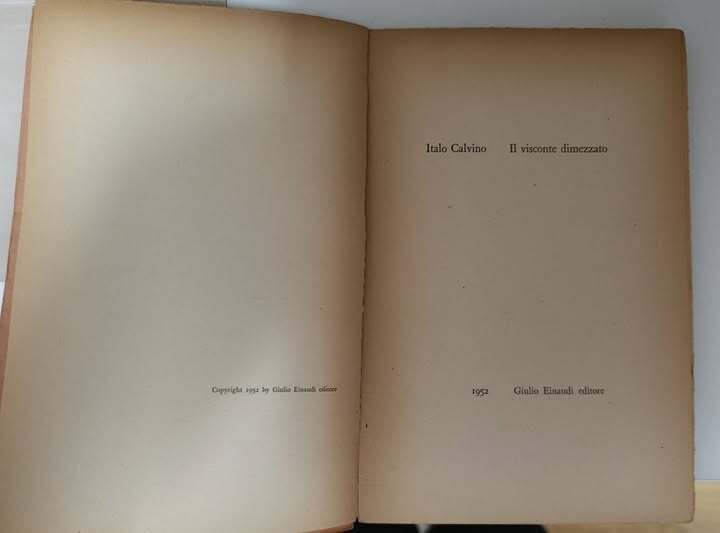 Copyright 1952 by Giulio Einaudi editore
Italo Calvino Il visconte dimezzato
1952 Giulio Einaudi editore